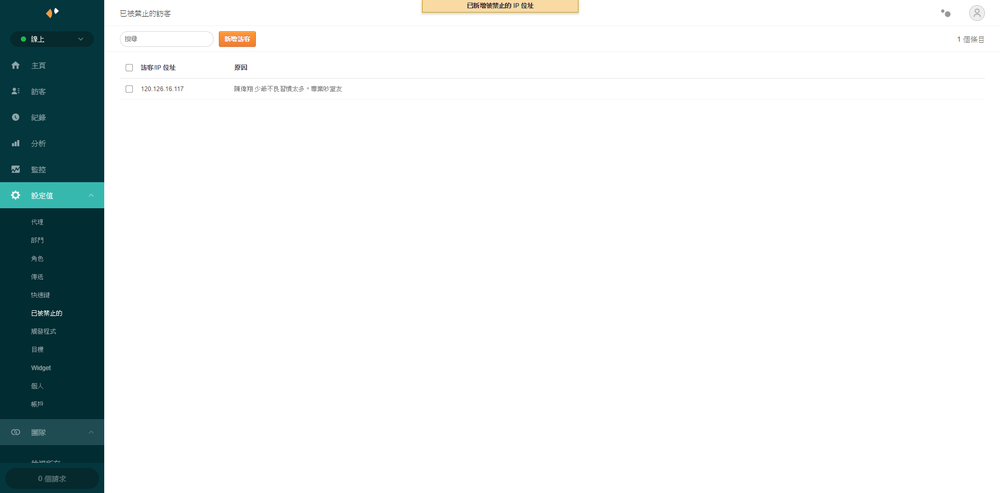 已新增被禁止的 IP 位址
已被禁止的訪客
線上
搜尋
新增訪客
1 個條目
主頁
訪客
紀錄
分析
監控
設定值
代理
部門
角色
傳送
快速鍵
已被禁止的
觸發程式
目標
Widget
個人
帳戶
團隊
檢視所有
0 個請求
訪客/IP 位址
原因
120.126.16.117
陳偉翔 少爺不良習慣太多，專業吵室友